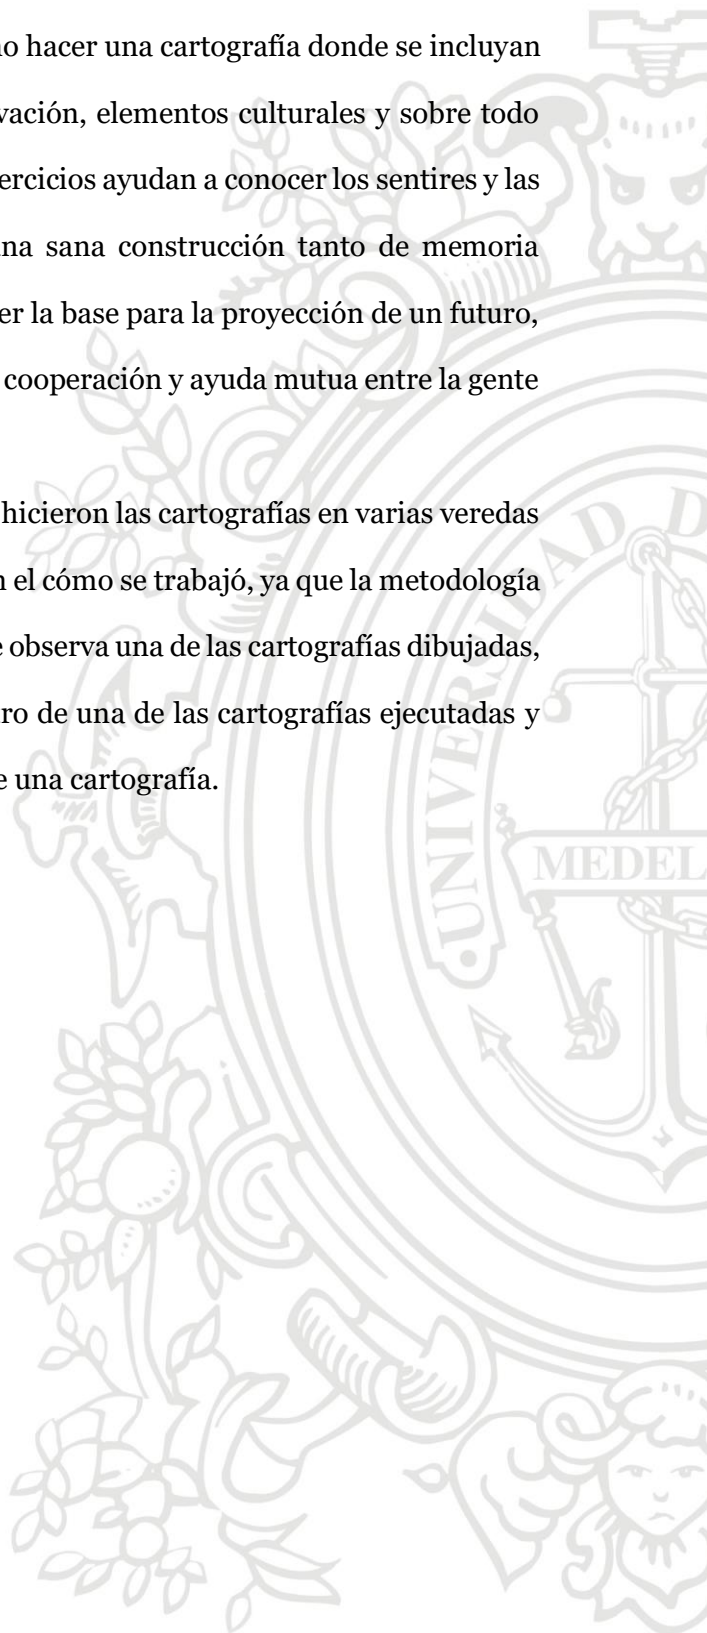 no hacer una cartografía donde se incluyan
vación, elementos culturales y sobre todo
ercicios ayudan a conocer los sentires y las
na sana construcción tanto de memoria
er la base para la proyección de un futuro,
cooperación y ayuda mutua entre la gente
hicieron las cartografías en varias veredas
n el cómo se trabajó, ya que la metodología
e observa una de las cartografías dibujadas,
ro de una de las cartografías ejecutadas y
e una cartografía.
UNIVERSIDAD D
MEDEL